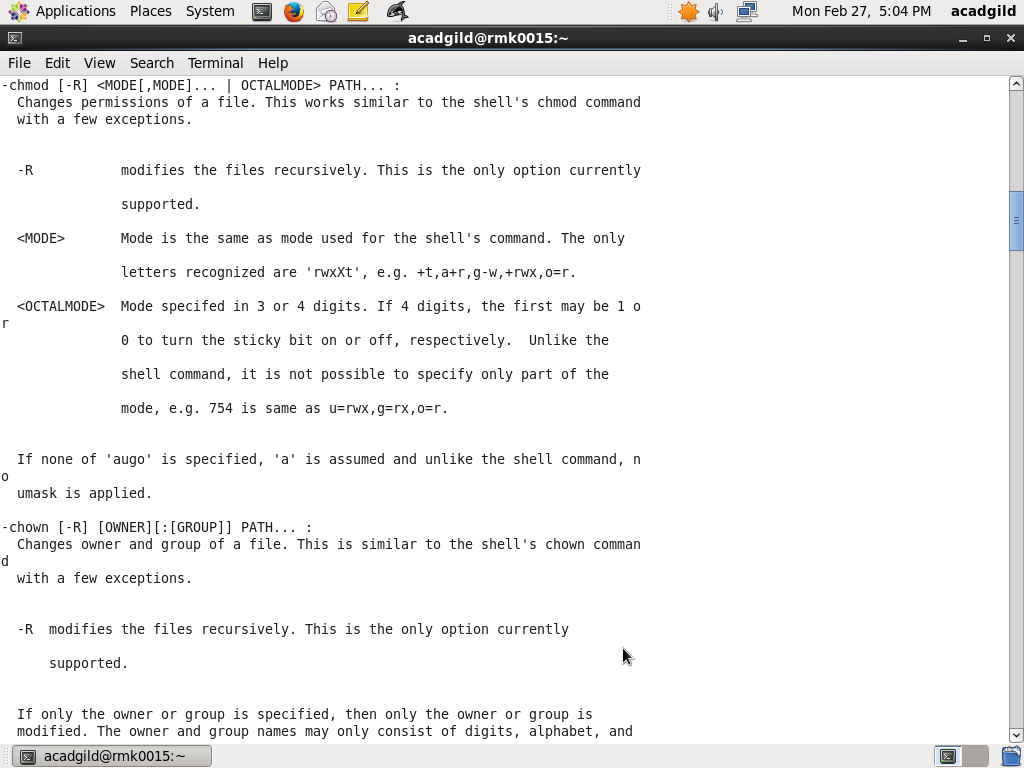 Applications Places System Mon Feb 27, 5:04 PM acadgild
acadgild@rmk0015:~
File Edit View Search Terminal Help
-chmod [-R] <MODE[,MODE]... | OCTALMODE> PATH... :
Changes permissions of a file. This works similar to the shell's chmod command
with a few exceptions.
-R modifies the files recursively. This is the only option currently
supported.
<MODE> Mode is the same as mode used for the shell's command. The only
letters recognized are 'rwxXt', e.g. +t,a+r,g-w,+rwx,o=r.
<OCTALMODE> Mode specifed in 3 or 4 digits. If 4 digits, the first may be 1 o
r
0 to turn the sticky bit on or off, respectively. Unlike the
shell command, it is not possible to specify only part of the
mode, e.g. 754 is same as u=rwx,g=rx,o=r.
If none of 'augo' is specified, 'a' is assumed and unlike the shell command, n
o
umask is applied.
-chown [-R] [OWNER][:[GROUP]] PATH... :
Changes owner and group of a file. This is similar to the shell's chown comman
d
with a few exceptions.
-R modifies the files recursively. This is the only option currently
supported.
If only the owner or group is specified, then only the owner or group is
modified. The owner and group names may only consist of digits, alphabet, and
acadgild@rmk0015:~